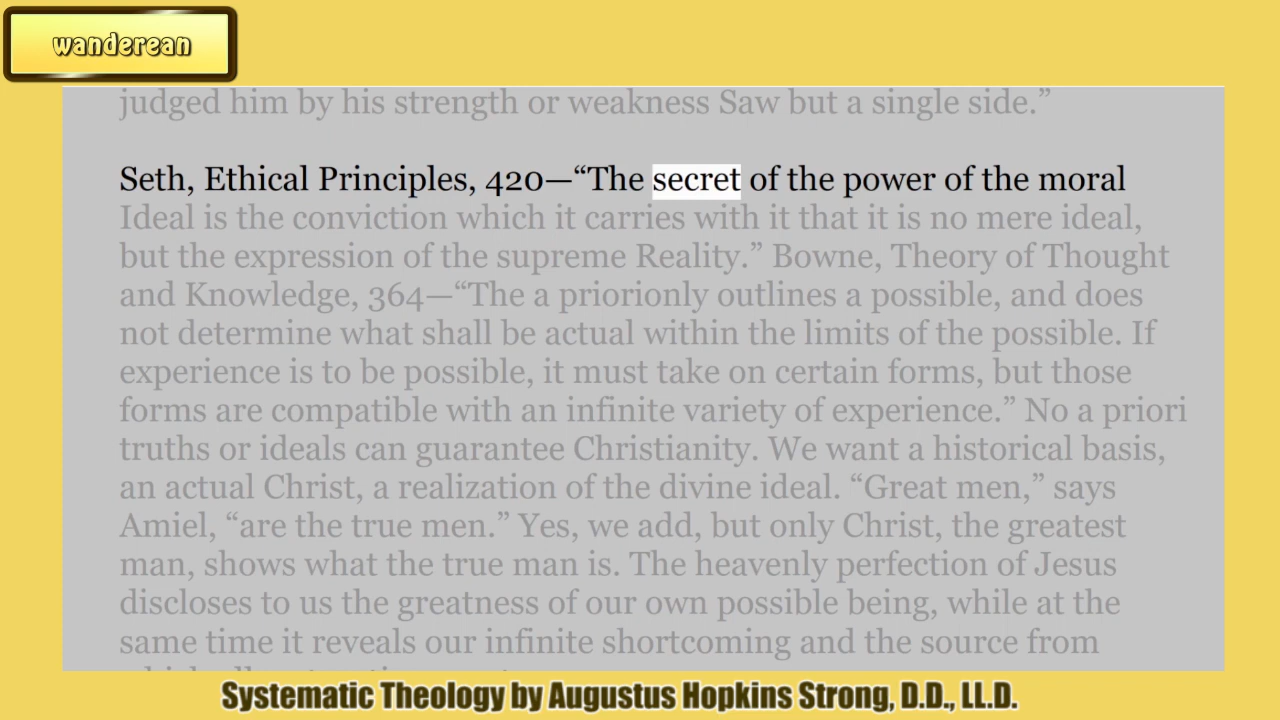 wanderean
judged him by his strength or weakness Saw but a single side.”
Seth, Ethical Principles, 420—“The secret of the power of the moral
Ideal is the conviction which it carries with it that it is no mere ideal,
but the expression of the supreme Reality.” Bowne, Theory of Thought
and Knowledge, 364—“The a priorionly outlines a possible, and does
not determine what shall be actual within the limits of the possible. If
experience is to be possible, it must take on certain forms, but those
forms are compatible with an infinite variety of experience.” No a priori
truths or ideals can guarantee Christianity. We want a historical basis,
an actual Christ, a realization of the divine ideal. “Great men,” says
Amiel, “are the true men.” Yes, we add, but only Christ, the greatest
man, shows what the true man is. The heavenly perfection of Jesus
discloses to us the greatness of our own possible being, while at the
same time it reveals our infinite shortcoming and the source from
Systematic Theology by Augustus Hopkins Strong, D.D., LL.D.